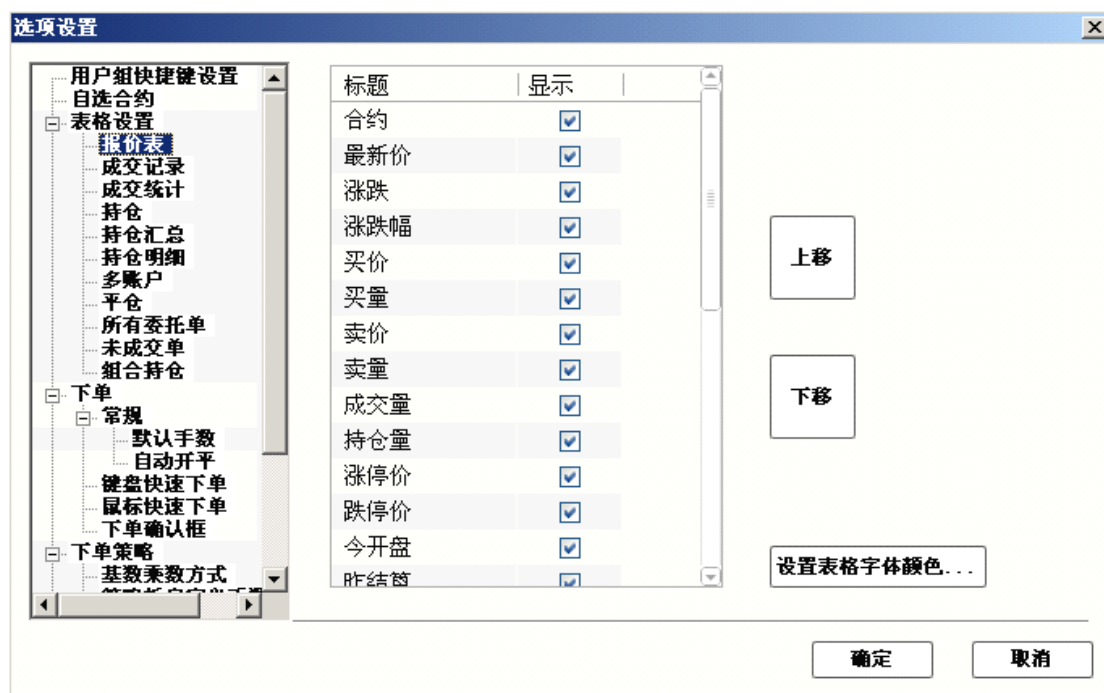 选项设置
用户组快捷键设置
自选合约
表格设置
报价表
成交记录
成交统计
持仓
持仓汇总
持仓明细
多账户
平仓
所有委托单
未成交单
组合持仓
下单
常规
默认手数
自动开平
键盘快速下单
鼠标快速下单
下单确认框
下单策略
基数乘数方式
标题 显示
合约
最新价
涨跌
涨跌幅
买价
买量
卖价
卖量
成交量
持仓量
涨停价
跌停价
今开盘
昨结算
上移
下移
设置表格字体颜色...
确定
取消